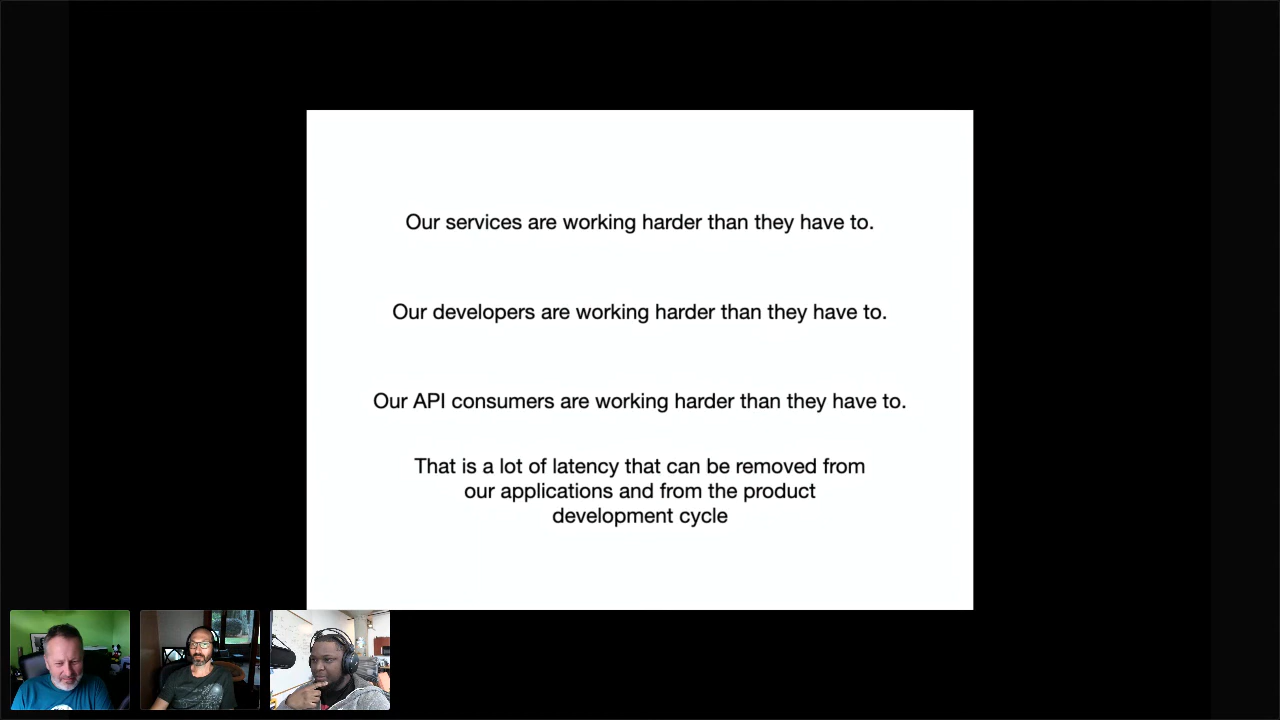 Our services are working harder than they have to.
Our developers are working harder than they have to.
Our API consumers are working harder than they have to.
That is a lot of latency that can be removed from
our applications and from the product
development cycle